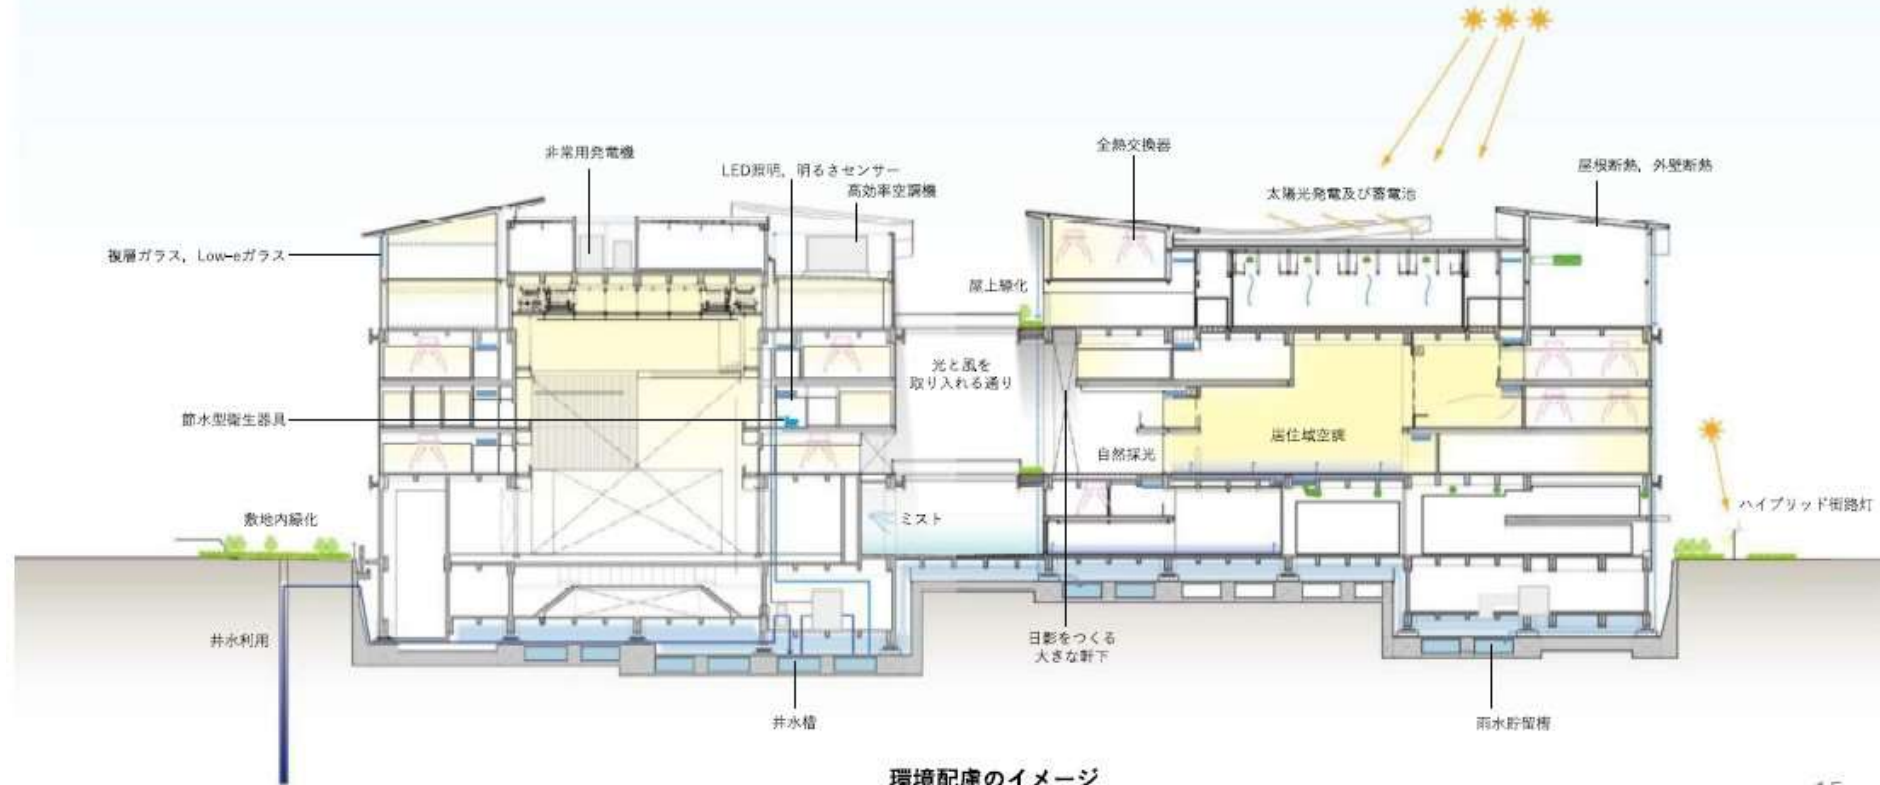 非常用発電機
LED照明，明るさセンサー
高効率空調機
全熱交換器
太陽光発電及び蓄電池
屋根断熱，外壁断熱
複層ガラス，Low-eガラス
屋上緑化
光と風を
取り入れる通り
節水型衛生器具
自然採光
居住域空調
敷地内緑化
ミスト
ハイブリッド街路灯
井水利用
日影をつくる
大きな軒下
井水槽
雨水貯留槽
環境配慮のイメージ
15